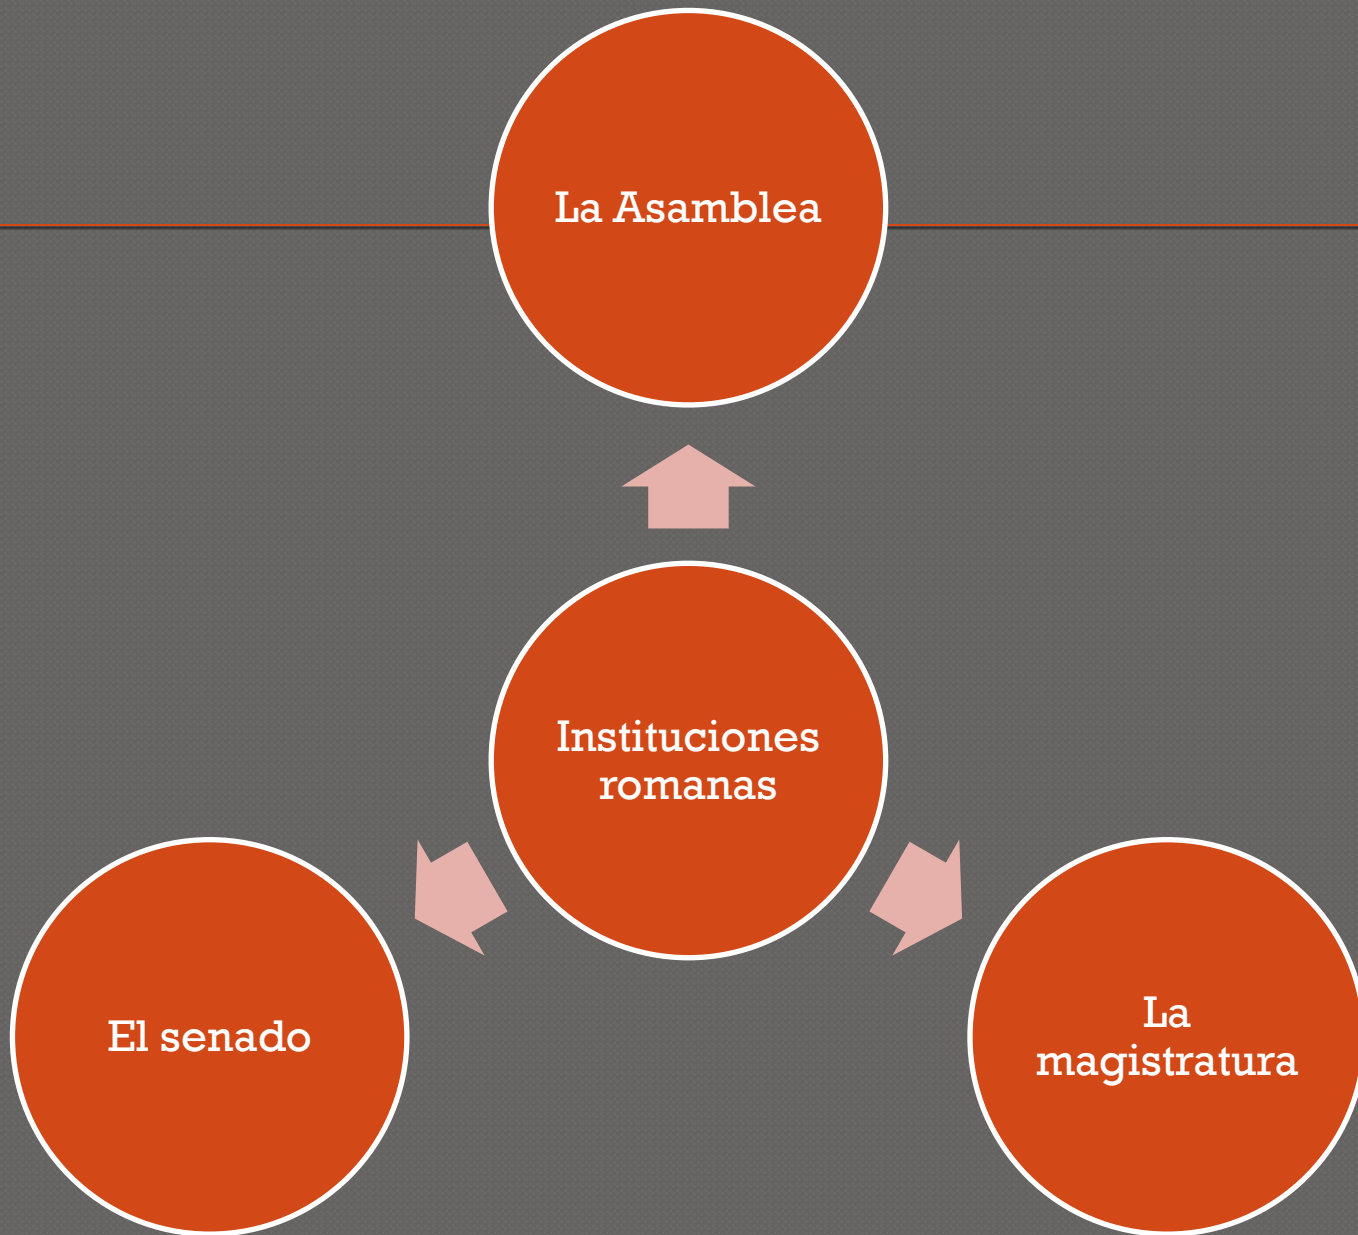 La Asamblea
Instituciones
romanas
El senado
La
magistratura